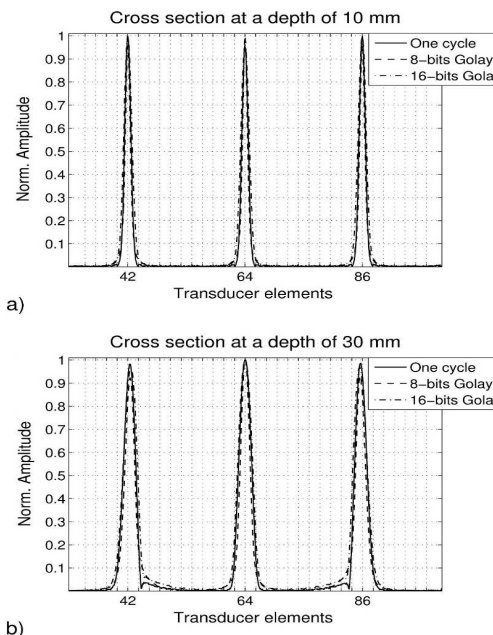 Cross section at a depth of 10 mm
1
0.9
0.8
0.7
0.6
0.5
0.4
0.3
0.2
0.1
Norm. Amplitude
One cycle
8-bits Golay
16-bits Golay
42
64
86
Transducer elements
a)
Cross section at a depth of 30 mm
1
0.9
0.8
0.7
0.6
0.5
0.4
0.3
0.2
0.1
Norm. Amplitude
One cycle
8-bits Golay
16-bits Gola
42
64
86
Transducer elements
b)